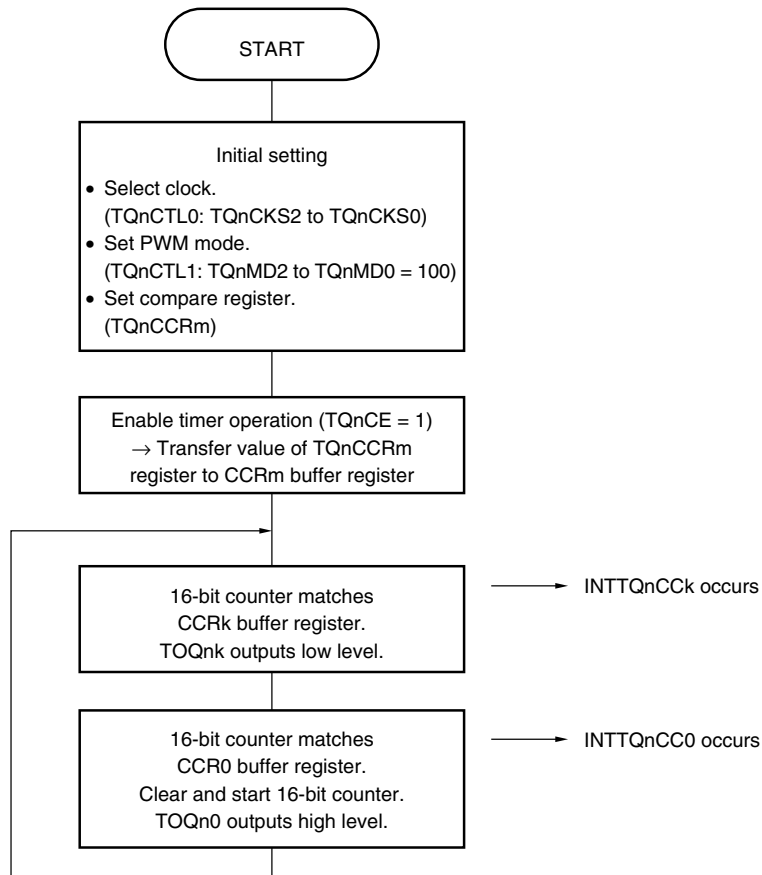 START
Initial setting
• Select clock.
(TQnCTL0: TQnCKS2 to TQnCKS0)
• Set PWM mode.
(TQnCTL1: TQnMD2 to TQnMD0 = 100)
• Set compare register.
(TQnCCRm)
Enable timer operation (TQnCE = 1)
→ Transfer value of TQnCCRm
register to CCRm buffer register
16-bit counter matches
CCRk buffer register.
TOQnk outputs low level.
INTTQnCCk occurs
16-bit counter matches
CCR0 buffer register.
Clear and start 16-bit counter.
TOQn0 outputs high level.
INTTQnCC0 occurs